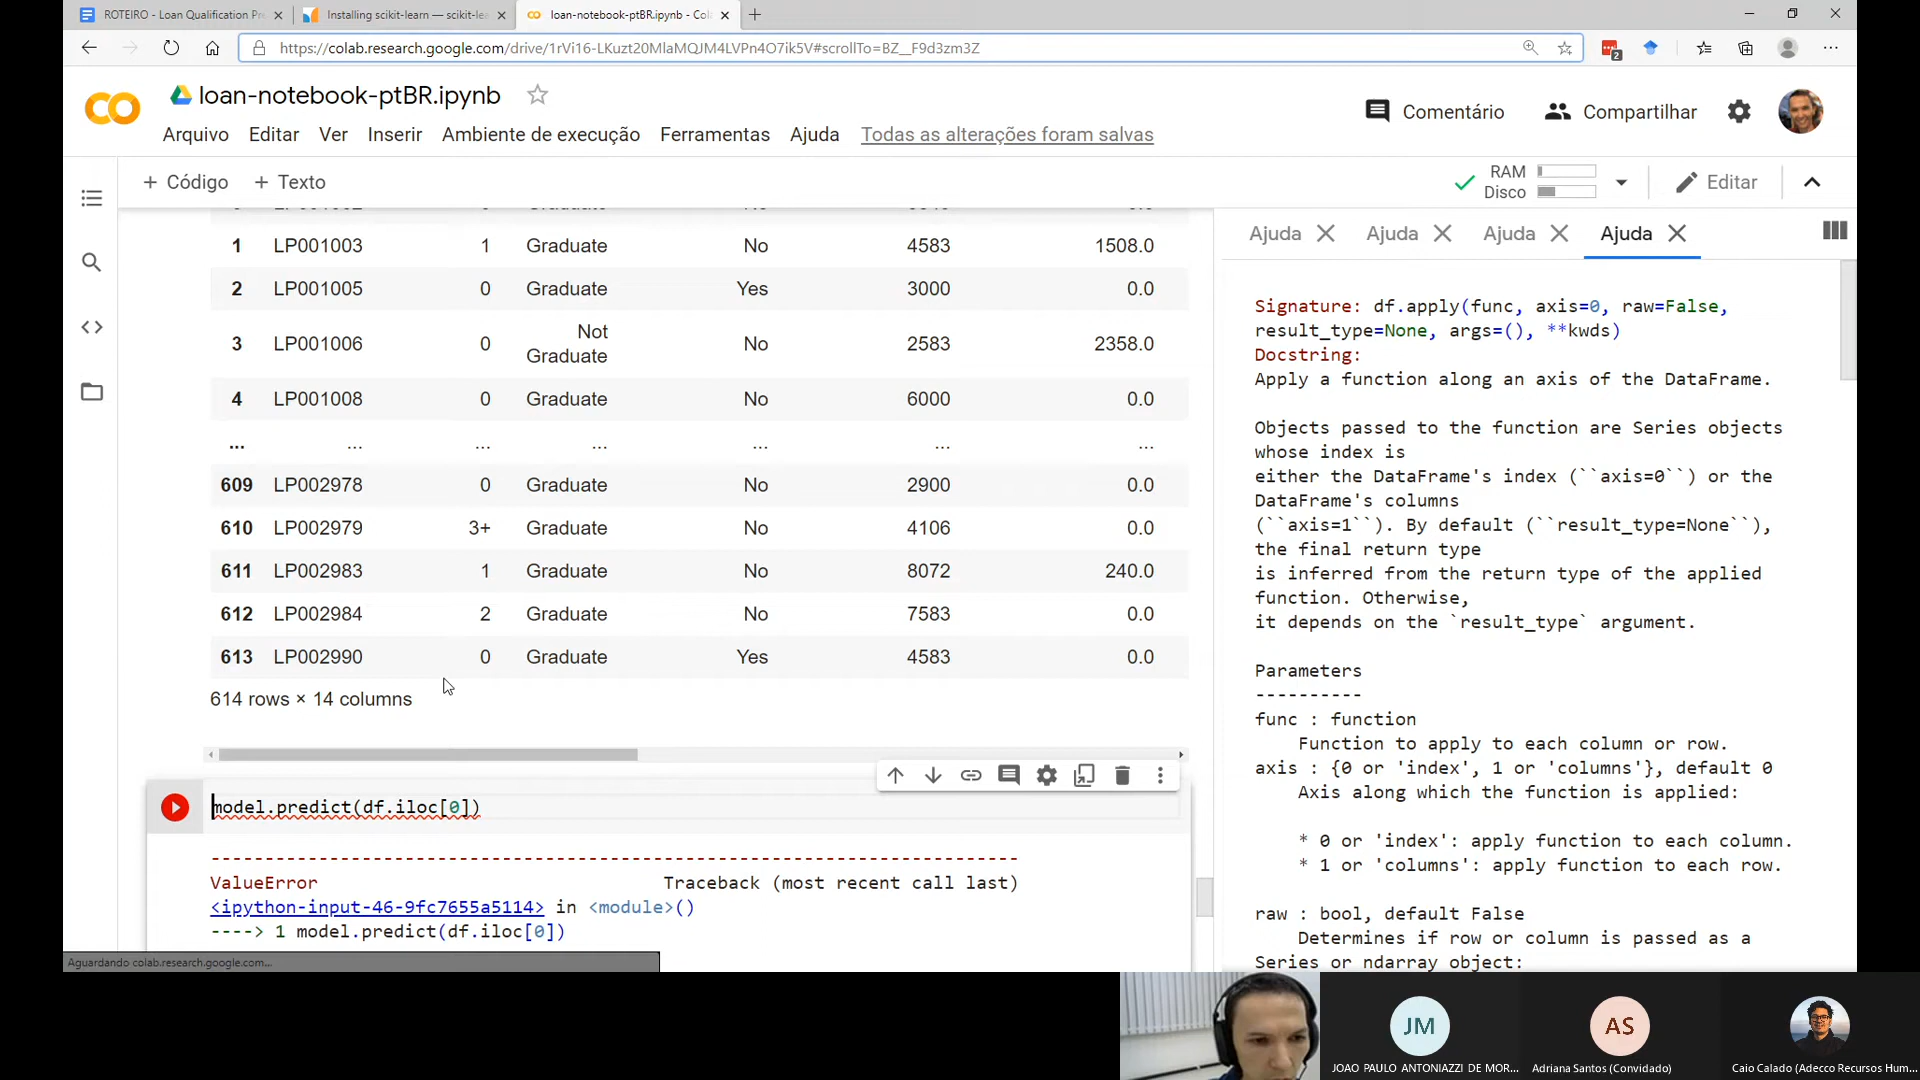 ROTEIRO - Loan Qualification Pr
Installing scikit-learn — scikit-le
loan-notebook-ptBR.ipynb - Col
https://colab.research.google.com/drive/1rVi16-LKuzt20MlaMQJM4LVPn4O7ik5V#scrollTo=BZ__F9d3zm3Z
2
loan-notebook-ptBR.ipynb
Comentário
Compartilhar
Arquivo Editar Ver Inserir Ambiente de execução Ferramentas Ajuda Todas as alterações foram salvas
+ Código + Texto
RAM
Disco
Editar
1 LP001003 1 Graduate No 4583 1508.0
2 LP001005 0 Graduate Yes 3000 0.0
3 LP001006 0 Not Graduate No 2583 2358.0
4 LP001008 0 Graduate No 6000 0.0
... ... ... ... ... ... ...
609 LP002978 0 Graduate No 2900 0.0
610 LP002979 3+ Graduate No 4106 0.0
611 LP002983 1 Graduate No 8072 240.0
612 LP002984 2 Graduate No 7583 0.0
613 LP002990 0 Graduate Yes 4583 0.0
614 rows × 14 columns
model.predict(df.iloc[0])
---------------------------------------------------------------------------
ValueError Traceback (most recent call last)
<ipython-input-46-9fc7655a5114> in <module>()
----> 1 model.predict(df.iloc[0])
Aguardando colab.research.google.com...
Ajuda Ajuda Ajuda Ajuda
Signature: df.apply(func, axis=0, raw=False,
result_type=None, args=(), **kwds)
Docstring:
Apply a function along an axis of the DataFrame.
Objects passed to the function are Series objects
whose index is
either the DataFrame's index (``axis=0``) or the
DataFrame's columns
(``axis=1``). By default (``result_type=None``),
the final return type
is inferred from the return type of the applied
function. Otherwise,
it depends on the `result_type` argument.
Parameters
----------
func : function
Function to apply to each column or row.
axis : {0 or 'index', 1 or 'columns'}, default 0
Axis along which the function is applied:
* 0 or 'index': apply function to each column.
* 1 or 'columns': apply function to each row.
raw : bool, default False
Determines if row or column is passed as a
Series or ndarray object:
JM
AS
JOAO PAULO ANTONIAZZI DE MOR...
Adriana Santos (Convidado)
Caio Calado (Adecco Recursos Hum...